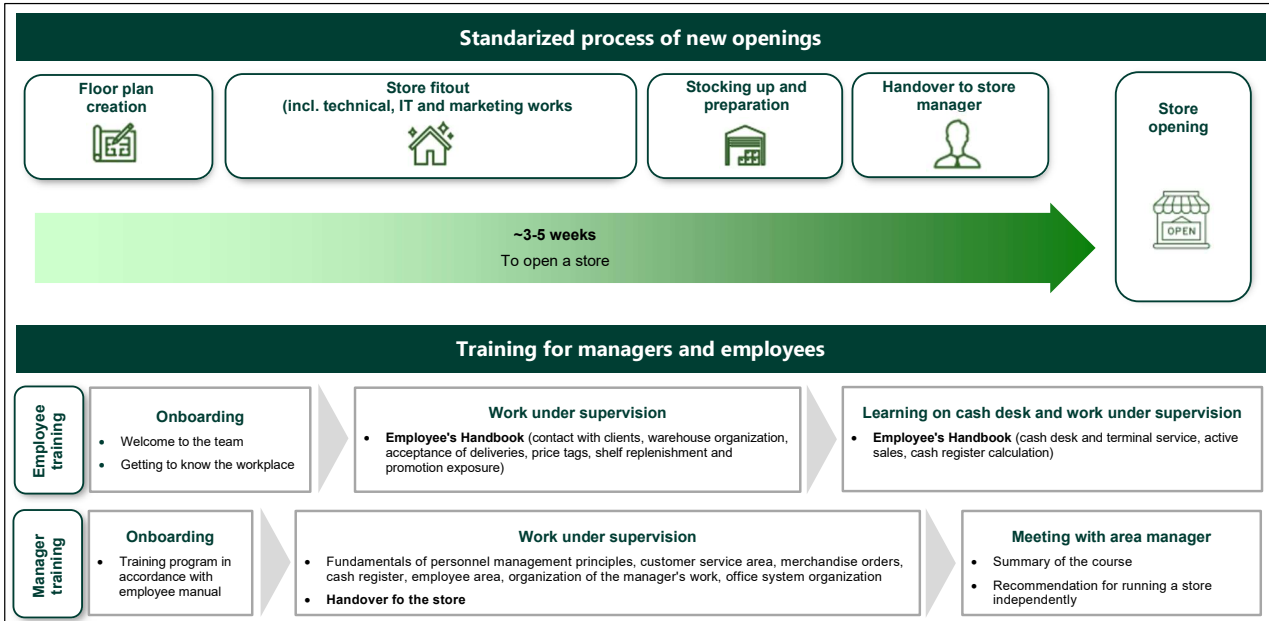 Standarized process of new openings
Floor plan
creation
Store fitout
(incl. technical, IT and marketing works
Stocking up and
preparation
Handover to store
manager
Store
opening
OPEN
~3-5 weeks
To open a store
Training for managers and employees
Employee
training
Onboarding
• Welcome to the team
• Getting to know the workplace
Work under supervision
• Employee's Handbook (contact with clients, warehouse organization,
acceptance of deliveries, price tags, shelf replenishment and
promotion exposure)
Learning on cash desk and work under supervision
• Employee's Handbook (cash desk and terminal service, active
sales, cash register calculation)
Manager
training
Onboarding
• Training program in
accordance with
employee manual
Work under supervision
• Fundamentals of personnel management principles, customer service area, merchandise orders,
cash register, employee area, organization of the manager's work, office system organization
• Handover fo the store
Meeting with area manager
• Summary of the course
• Recommendation for running a store
independently